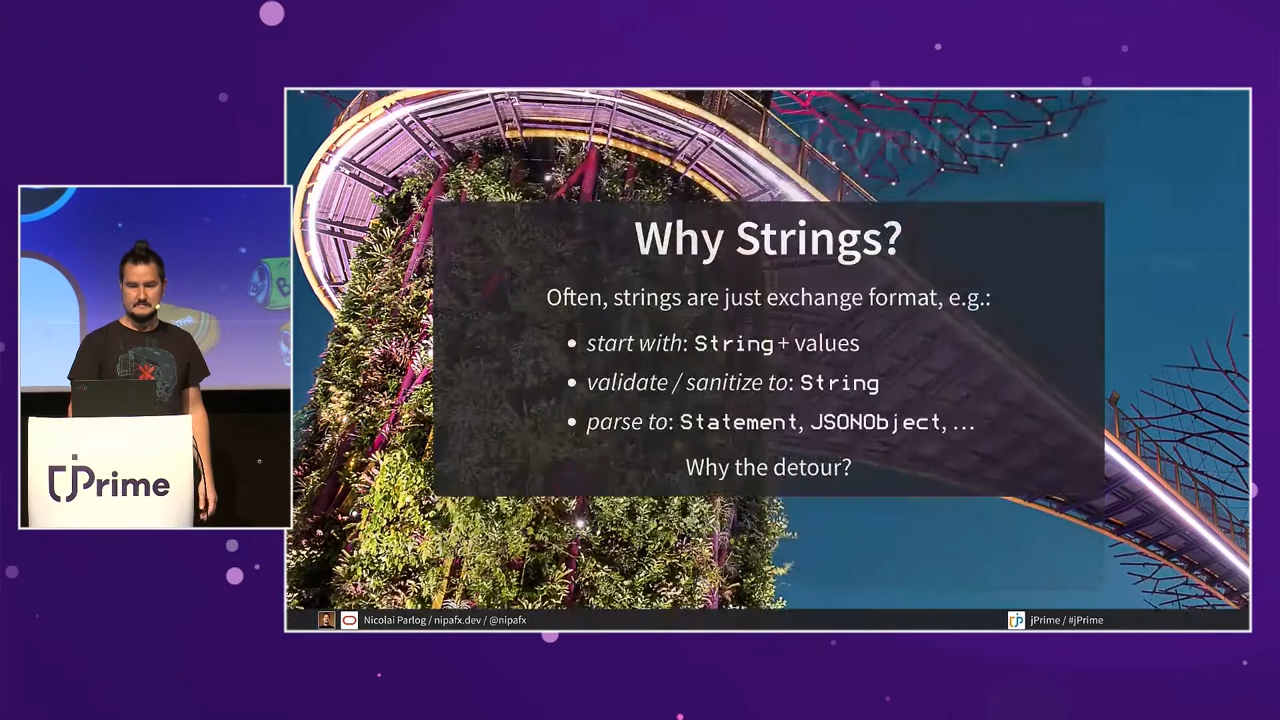 Why Strings?
Often, strings are just exchange format, e.g.:
• start with: String + values
• validate / sanitize to: String
• parse to: Statement, JSONObject, …
Why the detour?
jPrime
Nicolai Parlog / nipafx.dev / @nipafx
jPrime / #jPrime